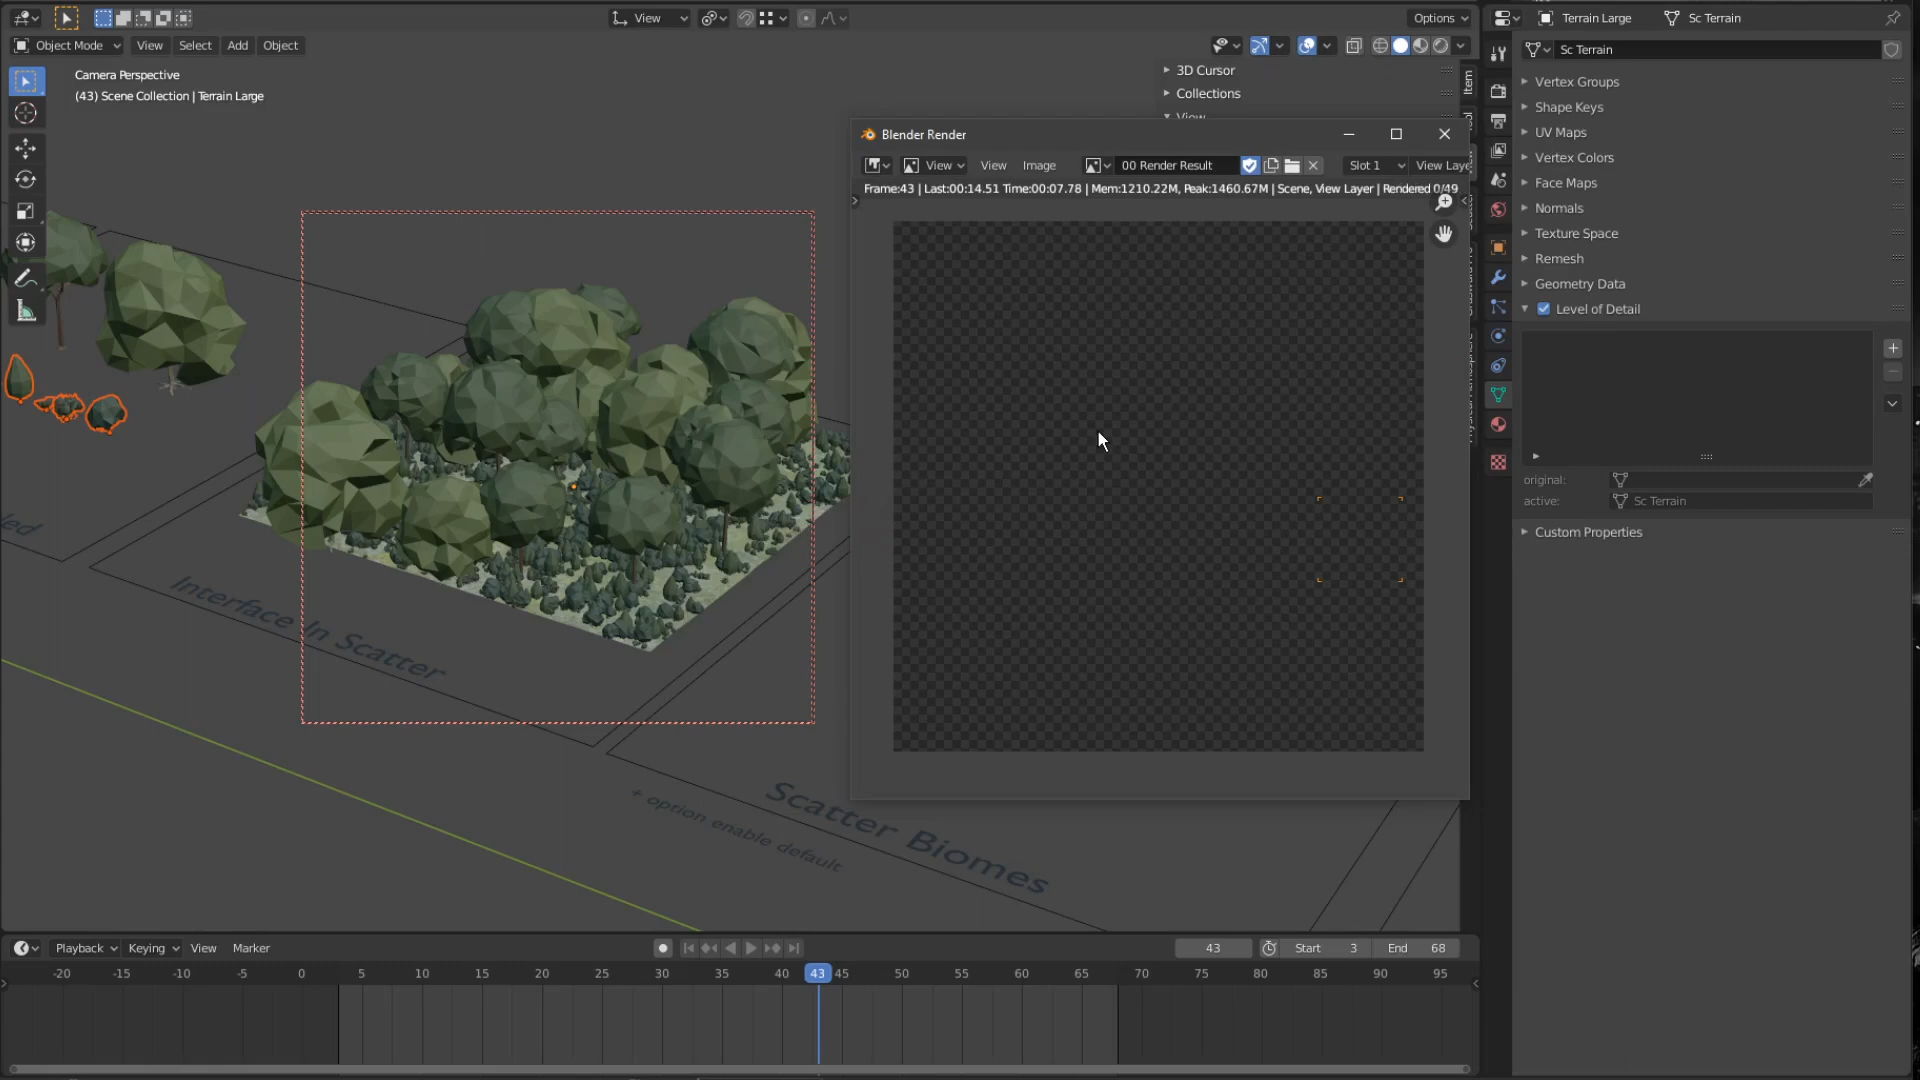 View
Options
Terrain Large
Sc Terrain
Object Mode
View
Select
Add
Object
Sc Terrain
Camera Perspective
(43) Scene Collection | Terrain Large
3D Cursor
Collections
View
Item
Vertex Groups
Shape Keys
UV Maps
Vertex Colors
Face Maps
Normals
Texture Space
Remesh
Geometry Data
Level of Detail
original:
active:
Sc Terrain
Custom Properties
Blender Render
View
View
Image
00 Render Result
Slot 1
View Laye
Frame:43 | Last:00:14.51 Time:00:07.78 | Mem:1210.22M, Peak:1460.67M | Scene, View Layer | Rendered 0/49
led
Interface In Scatter
Scatter Biomes
+ option enable default
Playback
Keying
View
Marker
43
Start 3
End 68
-20 -15 -10 -5 0 5 10 15 20 25 30 35 40 43 45 50 55 60 65 70 75 80 85 90 95